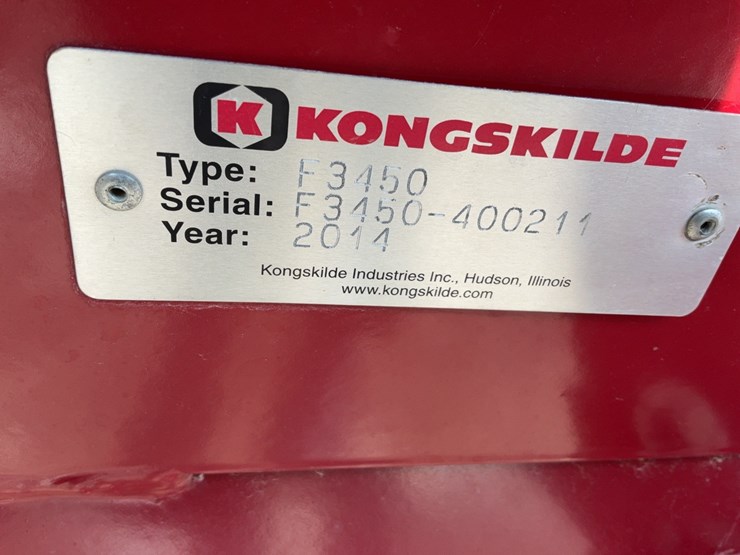 K KONGSKILDE
Type: F3450
Serial: F3450-400211
Year: 2014
Kongskilde Industries Inc., Hudson, Illinois
www.kongskilde.com